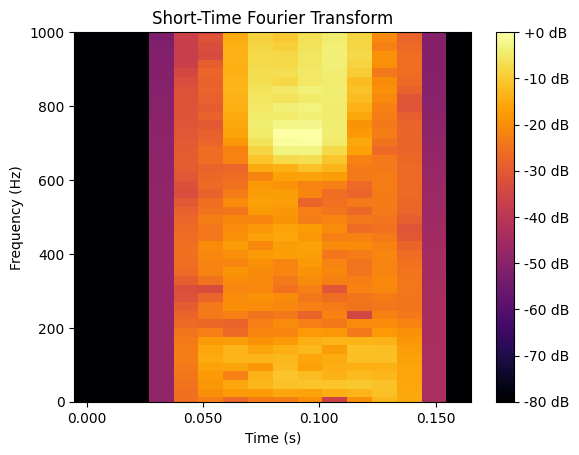 Short-Time Fourier Transform
1000
800
600
400
200
0
Frequency (Hz)
0.000
0.050
0.100
0.150
Time (s)
+0 dB
-10 dB
-20 dB
-30 dB
-40 dB
-50 dB
-60 dB
-70 dB
-80 dB